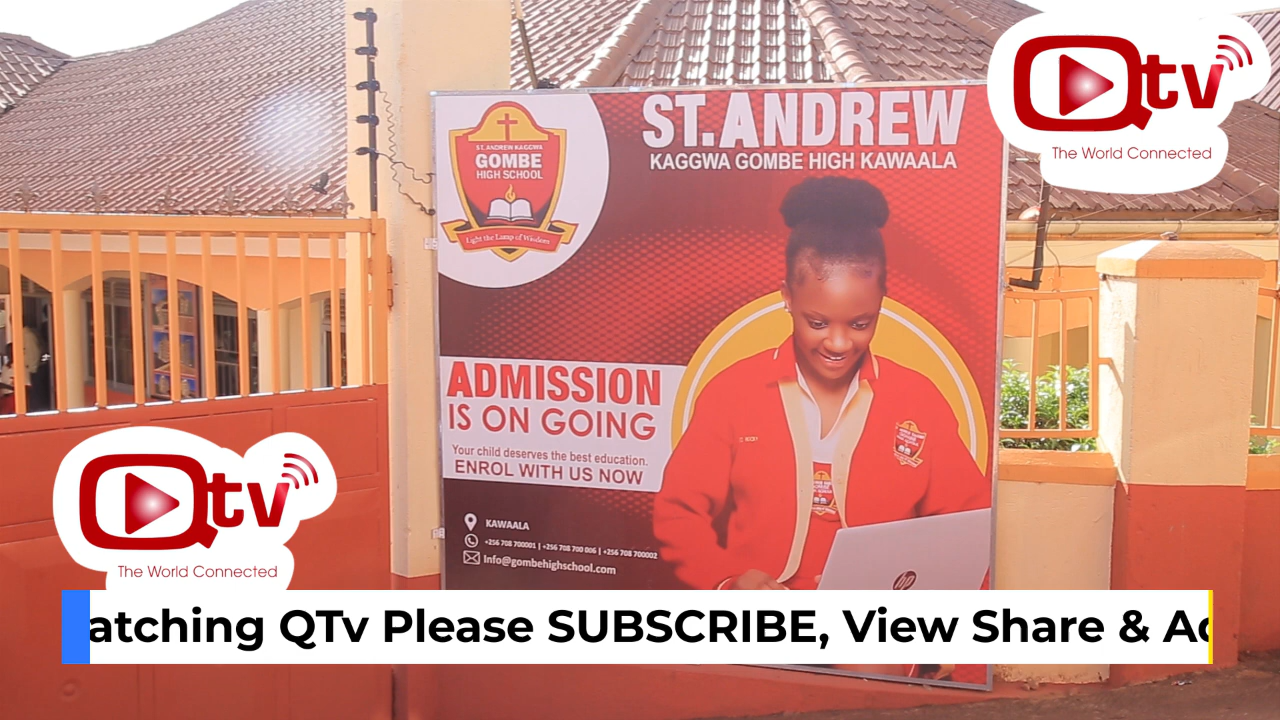 ST.ANDREW
KAGGWA GOMBE HIGH KAWAALA
ST. ANDREW KAGGWA
GOMBE
HIGH SCHOOL
Light the Lamp of Wisdom
ADMISSION
IS ON GOING
Your child deserves the best education.
ENROL WITH US NOW
KAWAALA
+256 708 700001 | +256 708 700 006 | +256 708 700002
Info@gombehighschool.com
hp
Qtv
The World Connected
Qtv
The World Connected
atching QTv Please SUBSCRIBE, View Share & Ad